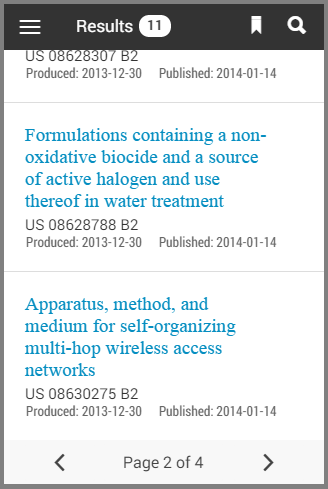 Results 11
US 08628307 B2
Produced: 2013-12-30 Published: 2014-01-14
Formulations containing a non-
oxidative biocide and a source
of active halogen and use
thereof in water treatment
US 08628788 B2
Produced: 2013-12-30 Published: 2014-01-14
Apparatus, method, and
medium for self-organizing
multi-hop wireless access
networks
US 08630275 B2
Produced: 2013-12-30 Published: 2014-01-14
Page 2 of 4